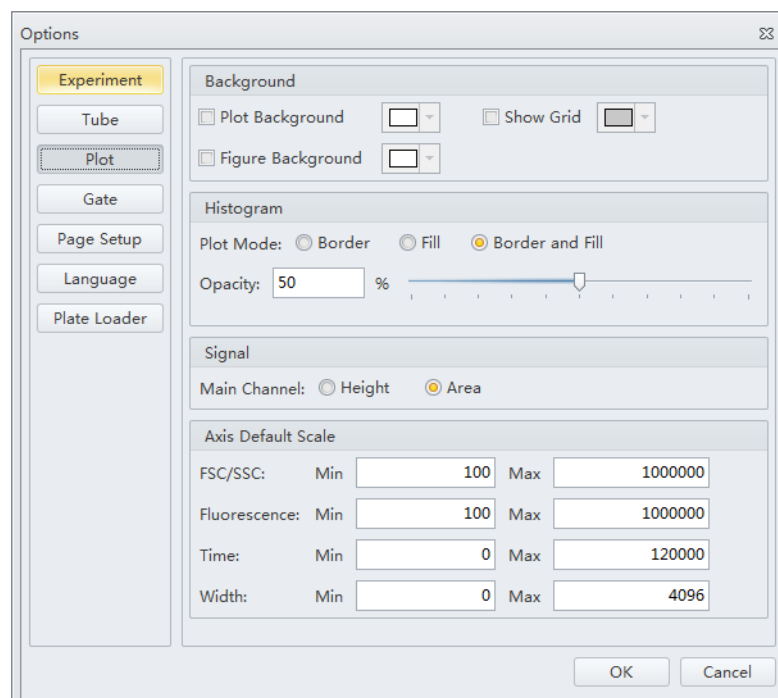 Options
Experiment
Tube
Plot
Gate
Page Setup
Language
Plate Loader
Background
Plot Background
Show Grid
Figure Background
Histogram
Plot Mode: Border Fill Border and Fill
Opacity: 50 %
Signal
Main Channel: Height Area
Axis Default Scale
FSC/SSC: Min 100 Max 1000000
Fluorescence: Min 100 Max 1000000
Time: Min 0 Max 120000
Width: Min 0 Max 4096
OK Cancel